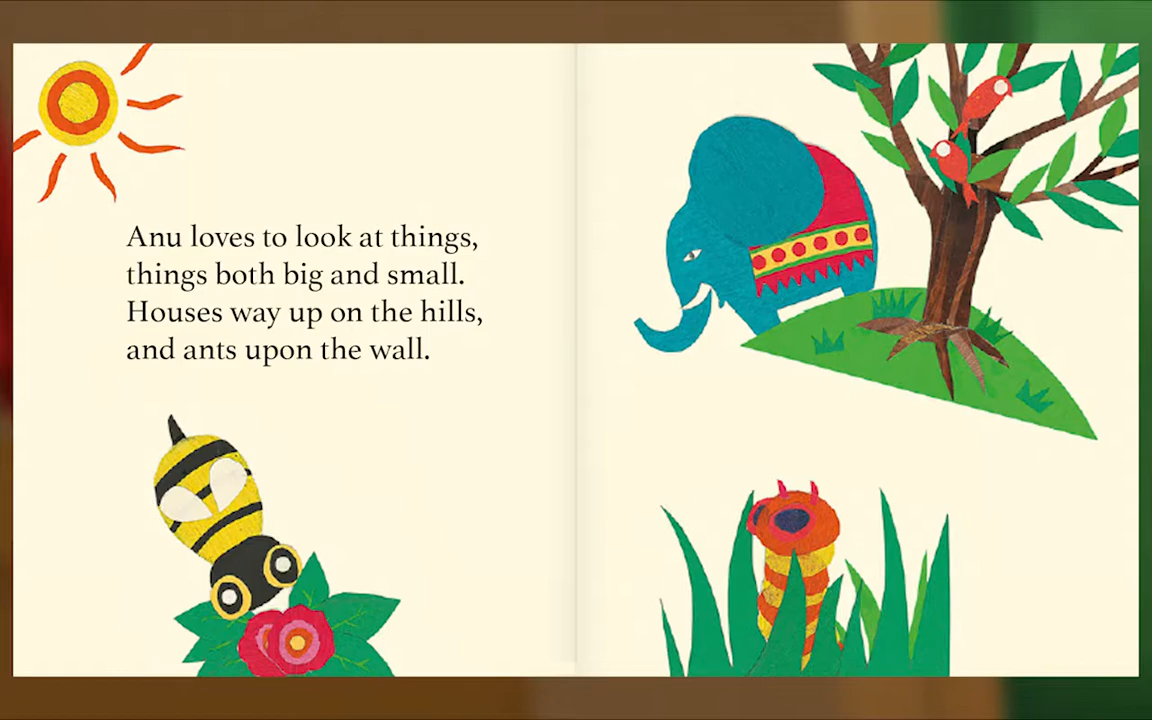 Anu loves to look at things,
things both big and small.
Houses way up on the hills,
and ants upon the wall.